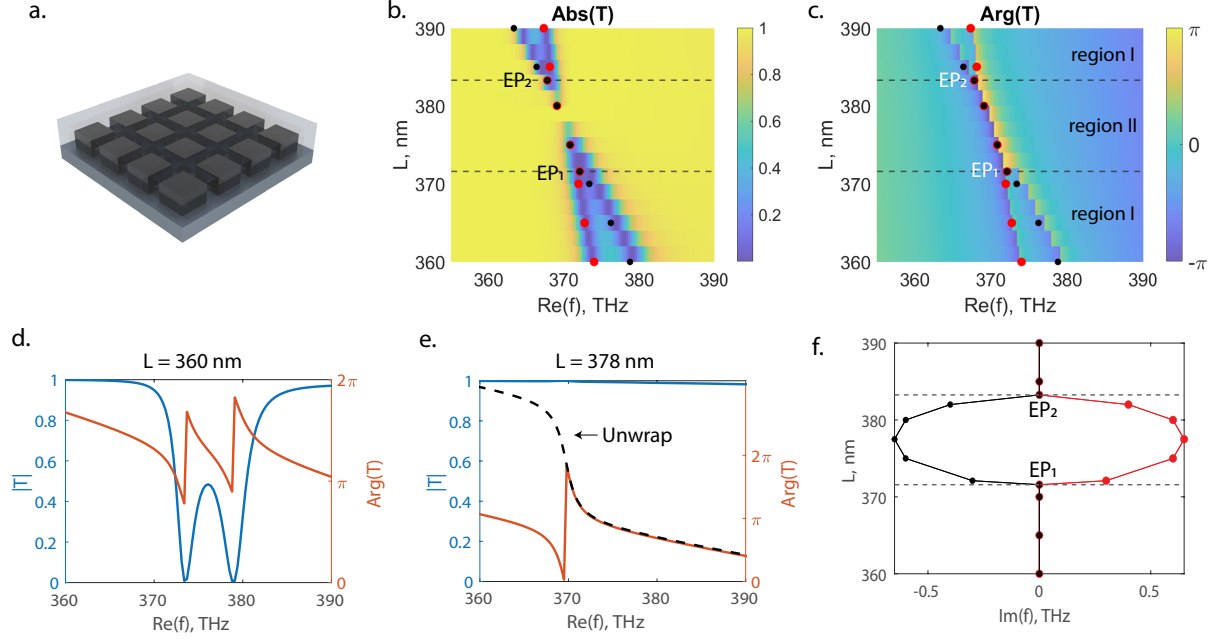 a.
b.
Abs(T)
390
380
370
360
L, nm
EP₂
EP₁
360
370
380
390
Re(f), THz
1
0.8
0.6
0.4
0.2
c.
Arg(T)
390
380
370
360
L, nm
EP₂
EP₁
region I
region II
region I
360
370
380
390
Re(f), THz
π
0
-π
d.
L = 360 nm
1
0.8
0.6
0.4
0.2
0
|T|
2π
π
0
Arg(T)
360
370
380
390
Re(f), THz
e.
L = 378 nm
1
0.8
0.6
0.4
0.2
0
|T|
Unwrap
2π
π
0
Arg(T)
360
370
380
390
Re(f), THz
f.
390
380
370
360
L, nm
EP₂
EP₁
-0.5
0
0.5
Im(f), THz